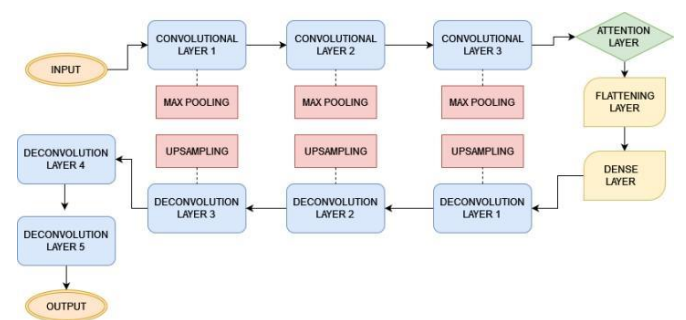 INPUT
CONVOLUTIONAL
LAYER 1
CONVOLUTIONAL
LAYER 2
CONVOLUTIONAL
LAYER 3
ATTENTION
LAYER
MAX POOLING
MAX POOLING
MAX POOLING
FLATTENING
LAYER
UPSAMPLING
UPSAMPLING
UPSAMPLING
DENSE
LAYER
DECONVOLUTION
LAYER 1
DECONVOLUTION
LAYER 2
DECONVOLUTION
LAYER 3
DECONVOLUTION
LAYER 4
DECONVOLUTION
LAYER 5
OUTPUT